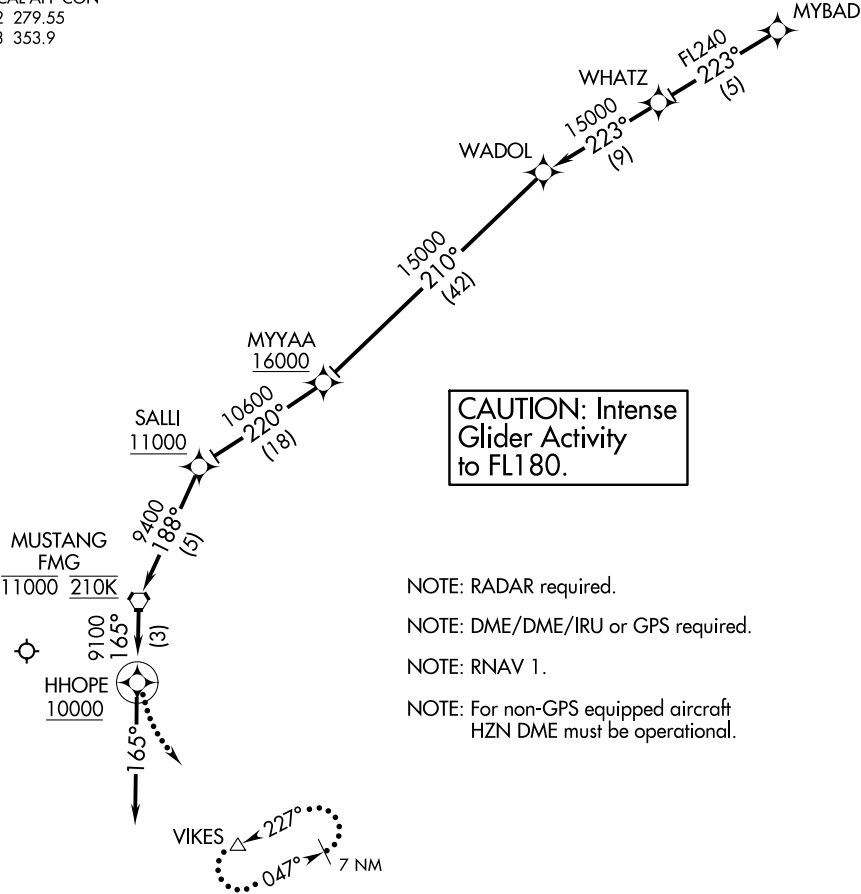 2 279.55
3 353.9
MYBAD
FL240
223°
(5)
WHATZ
15000
223°
(9)
WADOL
15000
210°
(42)
MYYAA
16000
10600
220°
(18)
SALLI
11000
CAUTION: Intense
Glider Activity
to FL180.
9400
188°
(5)
MUSTANG
FMG
11000 210K
9100
165°
(3)
HHOPE
10000
165°
NOTE: RADAR required.
NOTE: DME/DME/IRU or GPS required.
NOTE: RNAV 1.
NOTE: For non-GPS equipped aircraft
HZN DME must be operational.
VIKES
227°
047°
7 NM